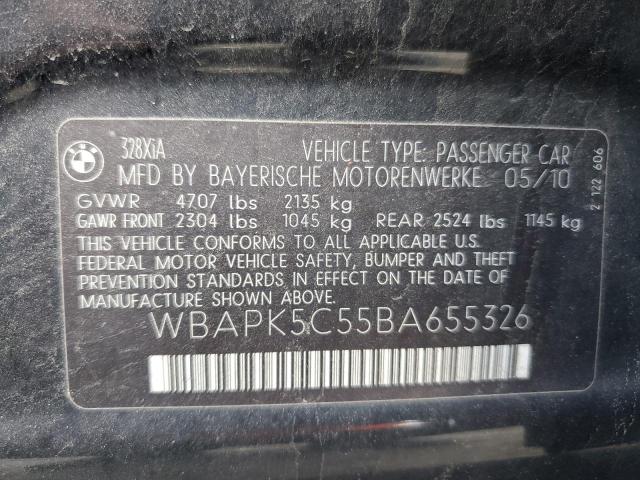 328XiA VEHICLE TYPE: PASSENGER CAR
MFD BY BAYERISCHE MOTORENWERKE 05/10
GVWR 4707 lbs 2135 kg
GAWR FRONT 2304 lbs 1045 kg REAR 2524 lbs 1145 kg
THIS VEHICLE CONFORMS TO ALL APPLICABLE U.S.
FEDERAL MOTOR VEHICLE SAFETY, BUMPER AND THEFT
PREVENTION STANDARDS IN EFFECT ON THE DATE OF
MANUFACTURE SHOWN ABOVE.
WBAPK5C55BA655326
2 122 606